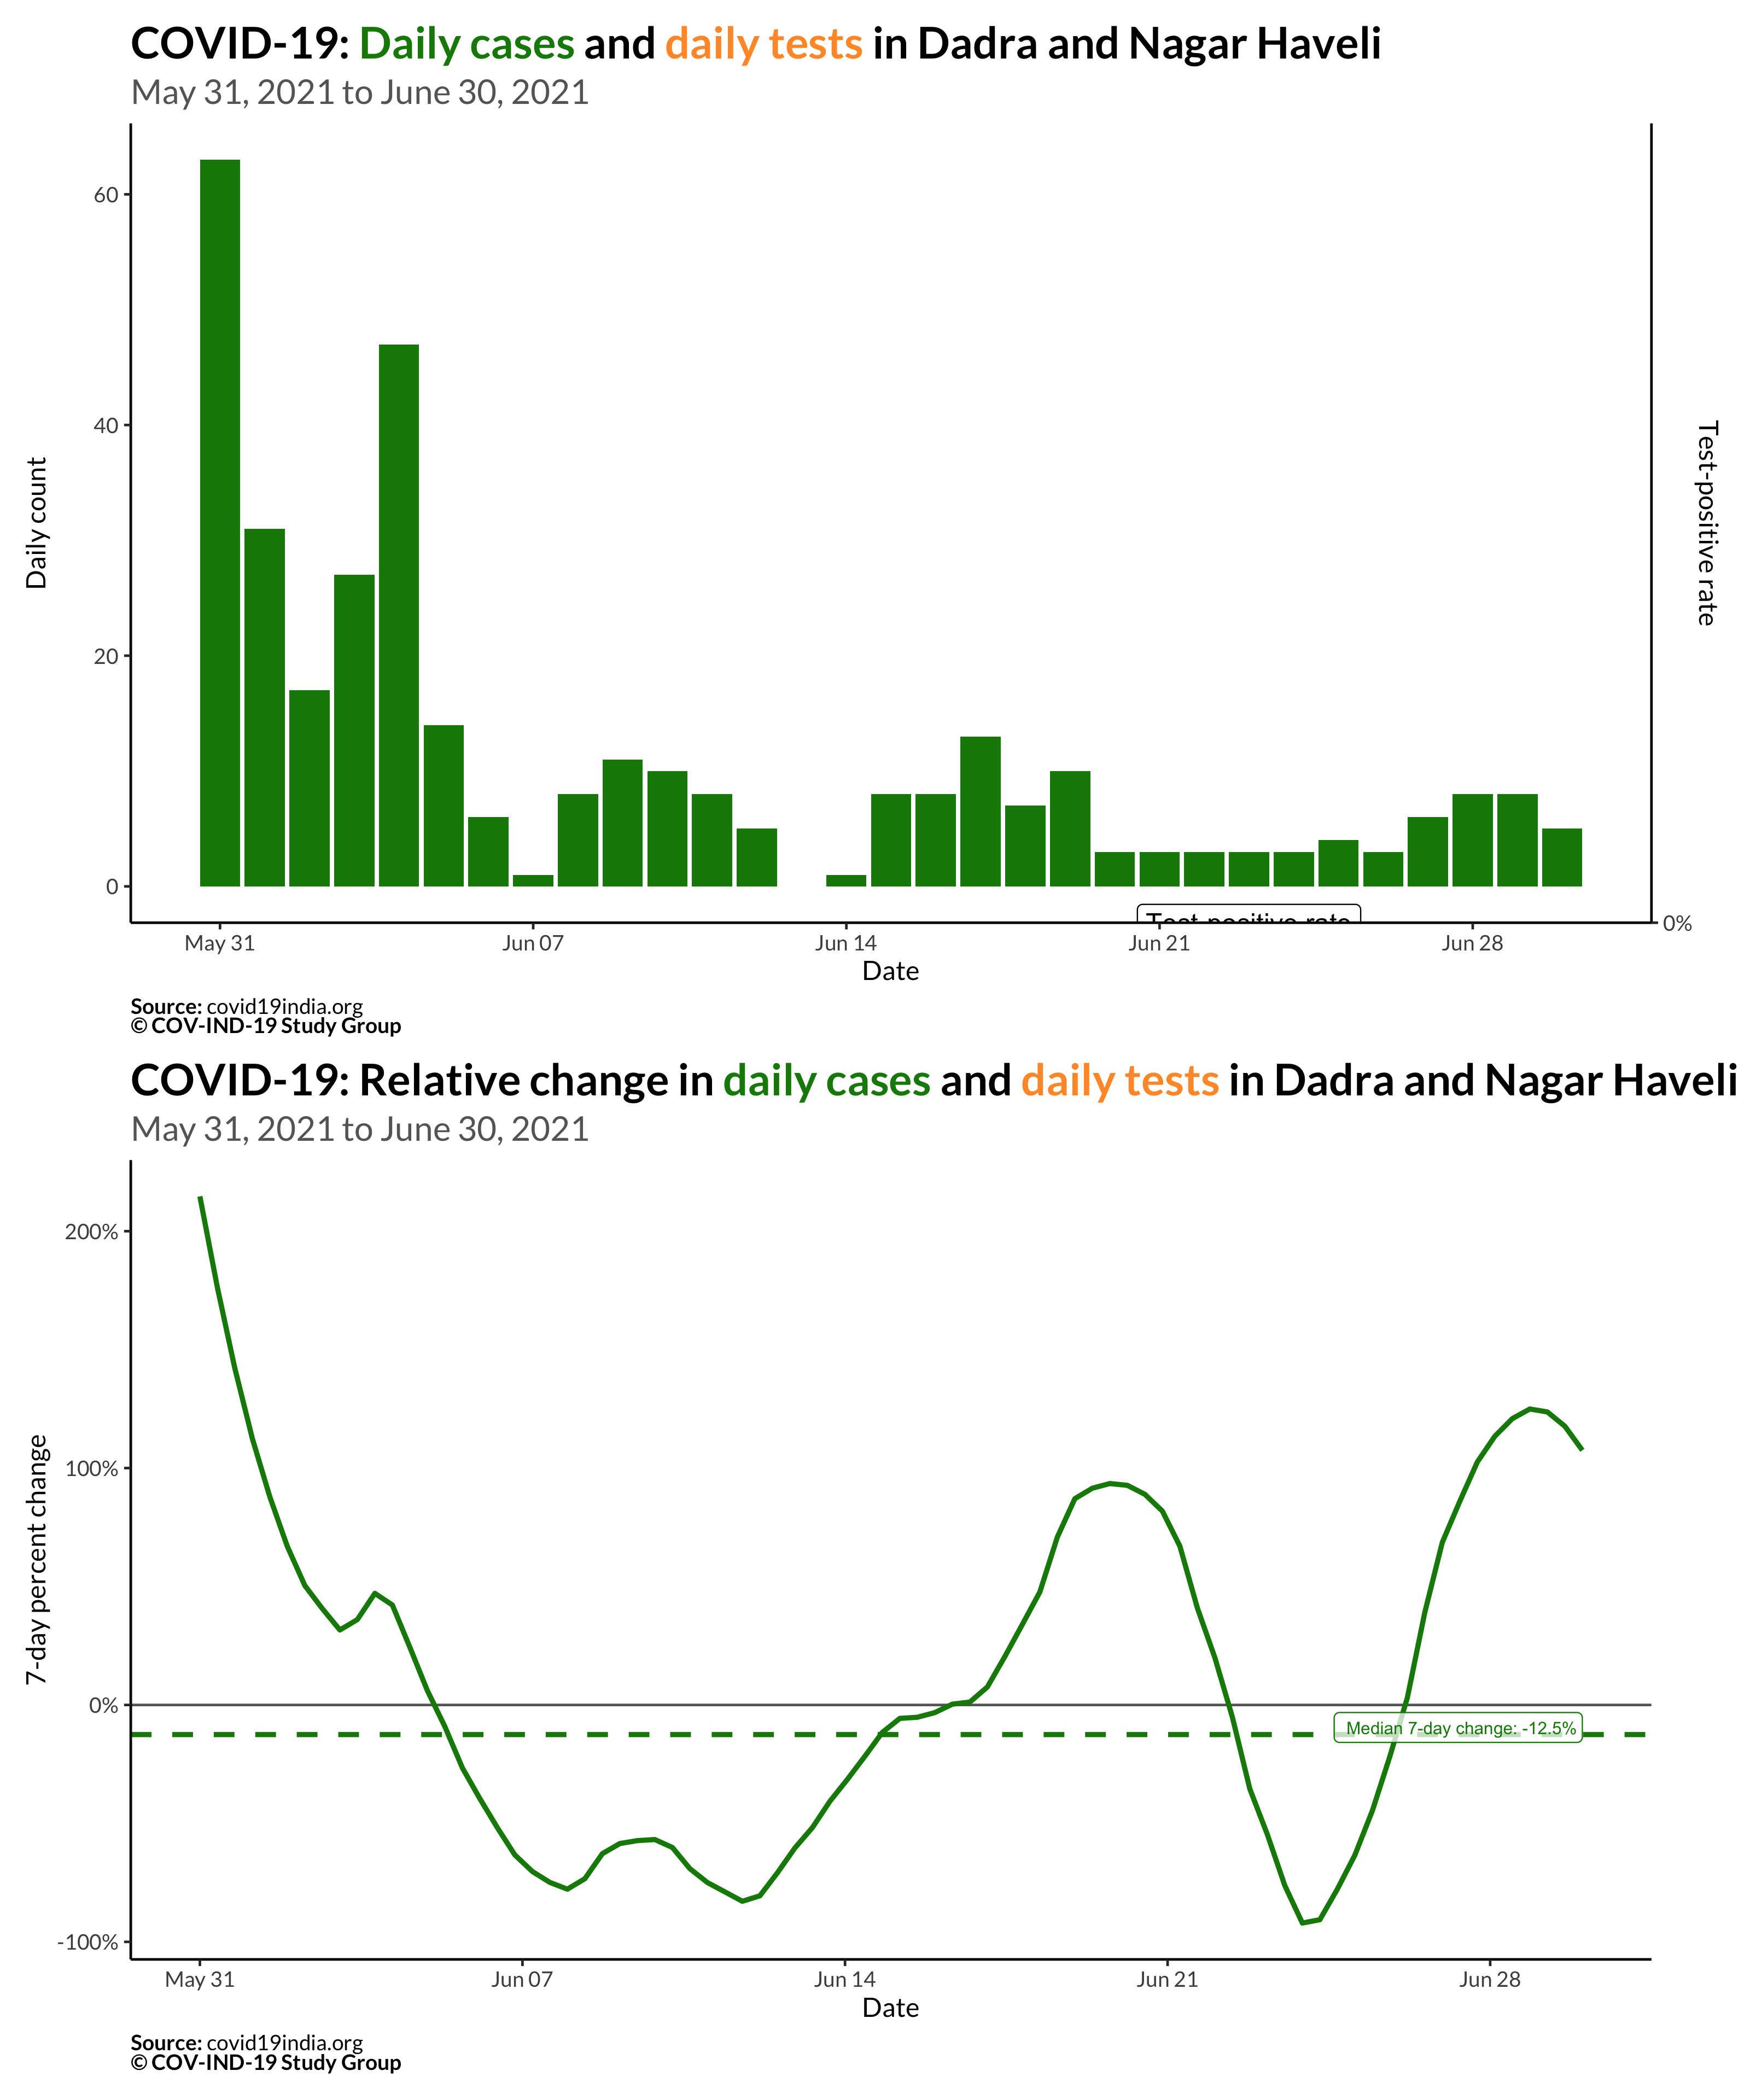 COVID-19: Daily cases and daily tests in Dadra and Nagar Haveli
May 31, 2021 to June 30, 2021
Daily count
60
40
20
0
Test-positive rate
0%
Test-positive rate
May 31
Jun 07
Jun 14
Jun 21
Jun 28
Date
Source: covid19india.org
© COV-IND-19 Study Group
COVID-19: Relative change in daily cases and daily tests in Dadra and Nagar Haveli
May 31, 2021 to June 30, 2021
7-day percent change
200%
100%
0%
-100%
Median 7-day change: -12.5%
May 31
Jun 07
Jun 14
Jun 21
Jun 28
Date
Source: covid19india.org
© COV-IND-19 Study Group